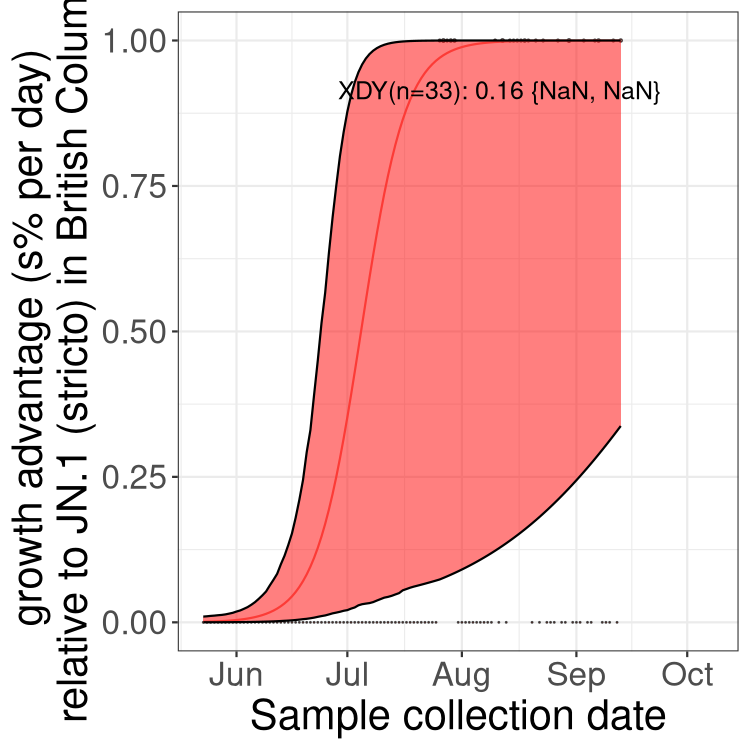 growth advantage (s% per day)
relative to JN.1 (stricto) in British Colum
1.00
0.75
0.50
0.25
0.00
XDY(n=33): 0.16 {NaN, NaN}
Jun Jul Aug Sep Oct
Sample collection date